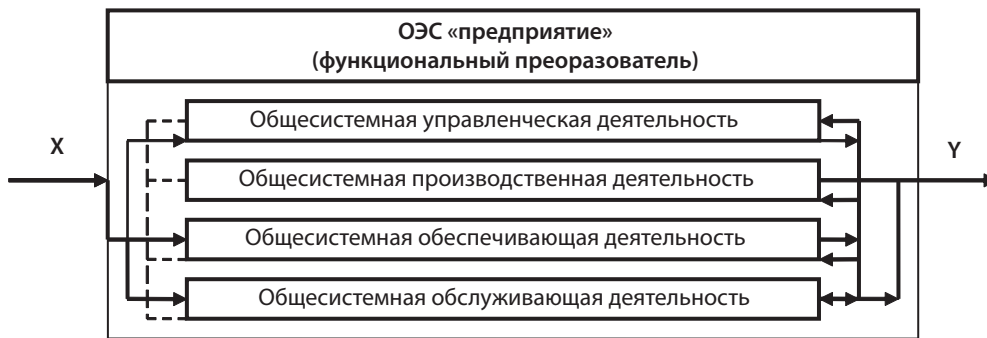 ОЭС «предприятие»
(функциональный преоразователь)
Общесистемная управленческая деятельность
X
Y
Общесистемная производственная деятельность
Общесистемная обеспечивающая деятельность
Общесистемная обслуживающая деятельность